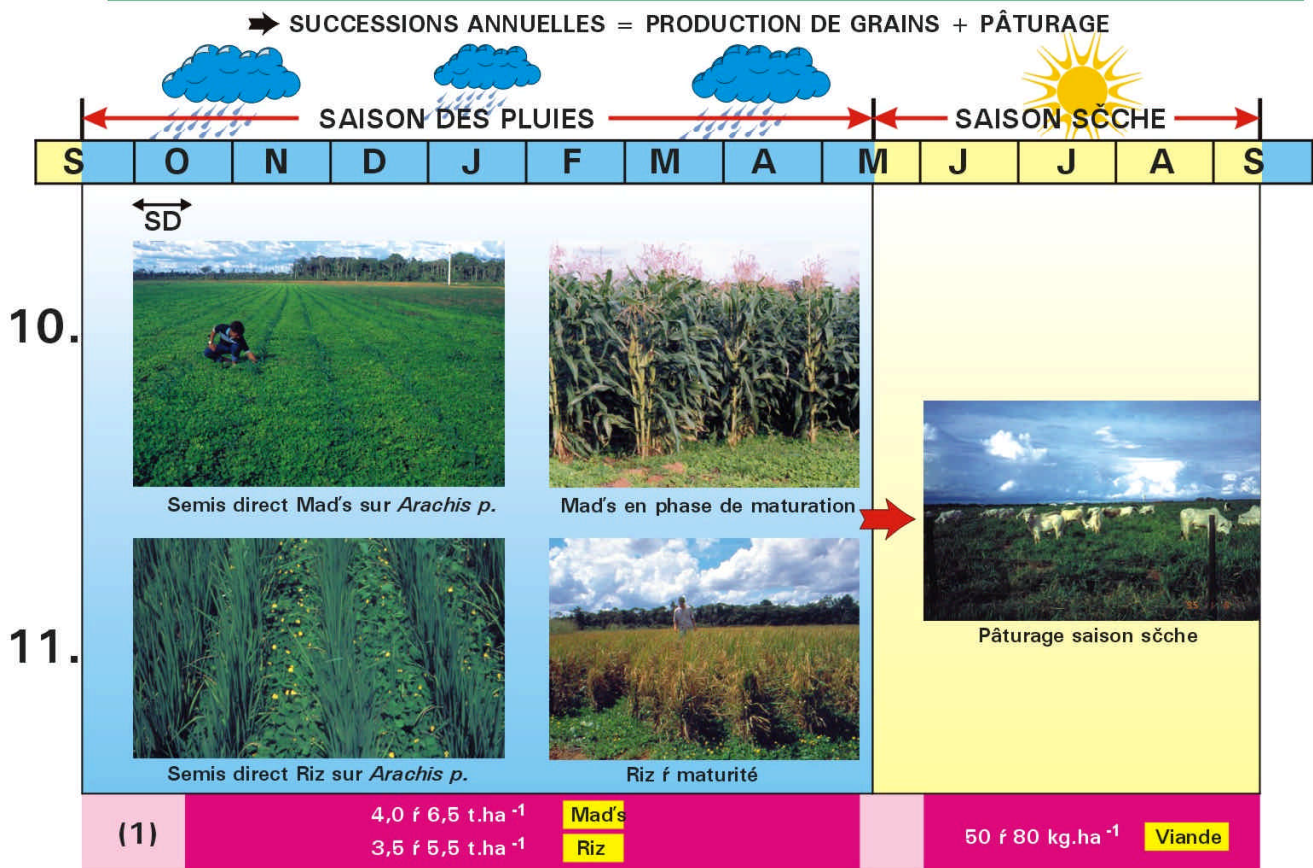 ➨ SUCCESSIONS ANNUELLES = PRODUCTION DE GRAINS + PÂTURAGE
SAISON DES PLUIES SAISON SČCHE
S O N D J F M A M J J A S
SD
10.
Semis direct Mad's sur Arachis p. Mad's en phase de maturation
11.
Pâturage saison sčche
Semis direct Riz sur Arachis p. Riz ŕ maturité
(1)
4,0 ŕ 6,5 t.ha -1 Mad's
3,5 ŕ 5,5 t.ha -1 Riz
50 ŕ 80 kg.ha -1 Viande